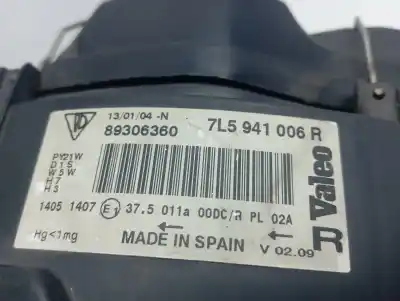 13/01/04 -N
89306360
7L5 941 006 R
PY21W
D1S
W5W
H7
H3
1405 1407 E1 37.5 011a 00DC/R PL 02A
Hg<1mg
MADE IN SPAIN
V 02.09
Valeo